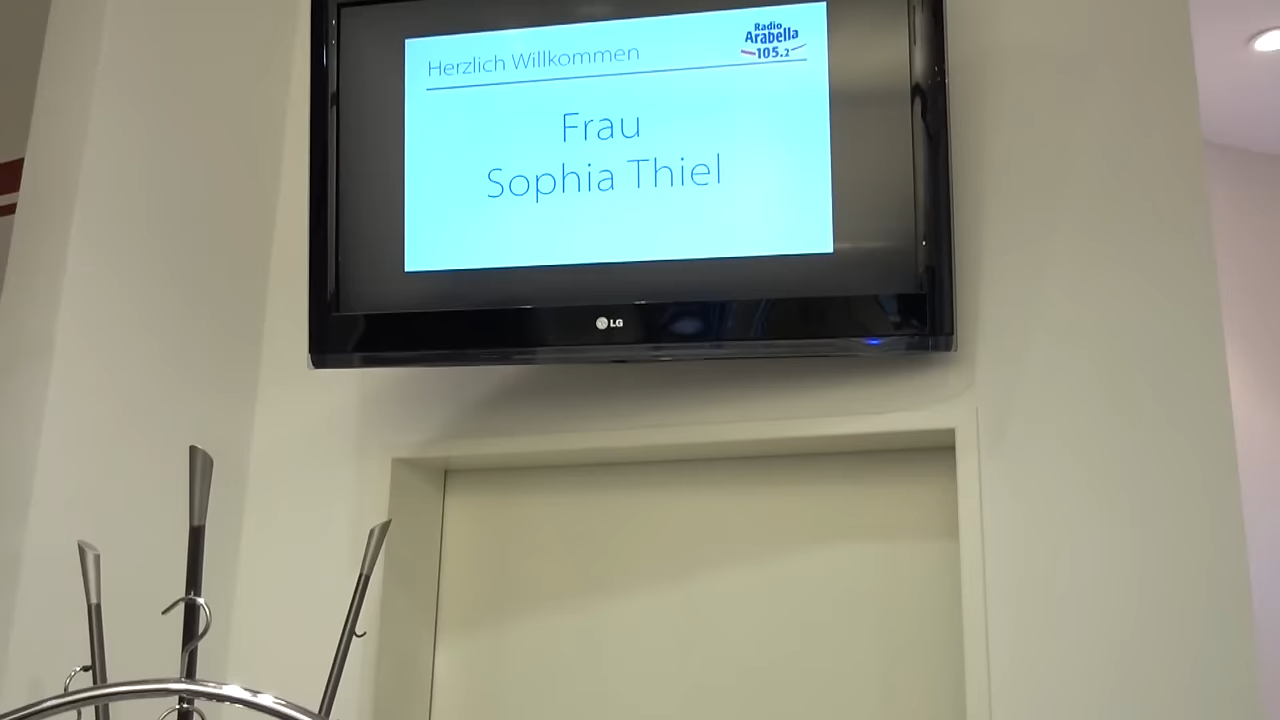 Herzlich Willkommen
Radio
Arabella
105.2
Frau
Sophia Thiel
LG